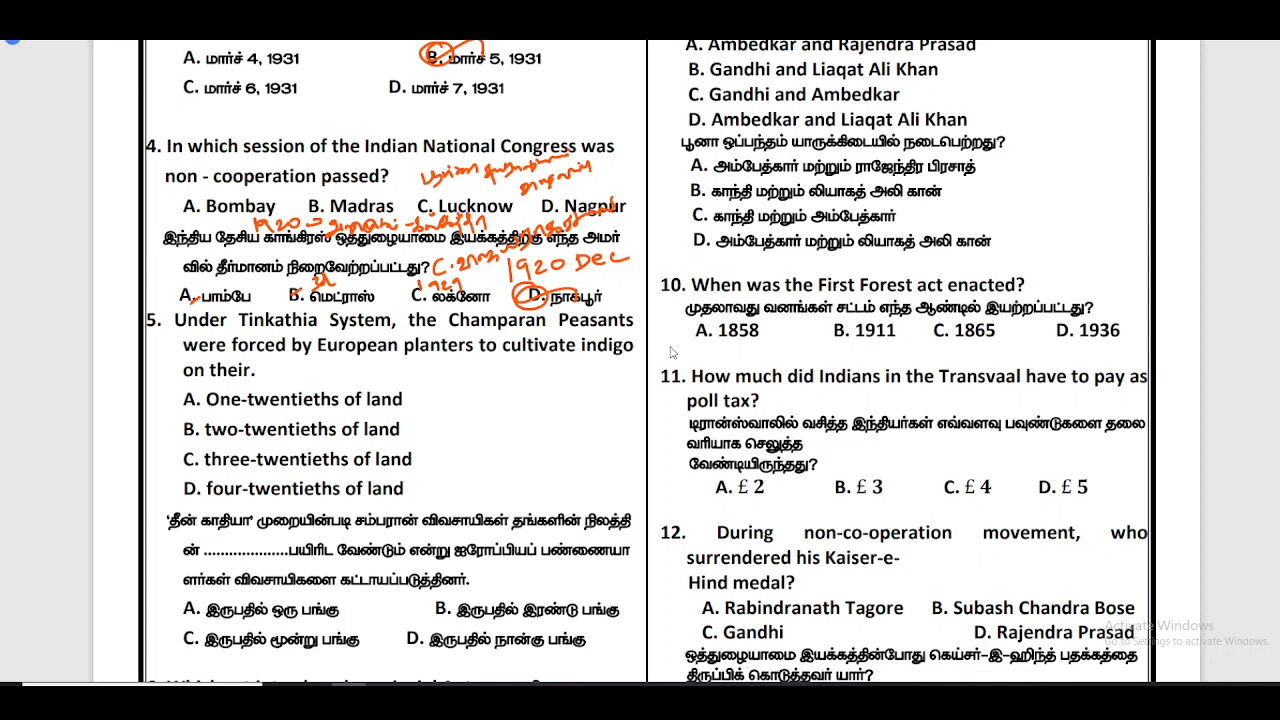 A. மார்ச் 4, 1931
B. மார்ச் 5, 1931
C. மார்ச் 6, 1931
D. மார்ச் 7, 1931
4. In which session of the Indian National Congress was
non - cooperation passed?
A. Bombay B. Madras C. Lucknow D. Nagpur
1920 -
இந்திய தேசிய காங்கிரஸ் ஒத்துழையாமை இயக்கத்திற்கு எந்த அமர்
வில் தீர்மானம் நிறைவேற்றப்பட்டது?
1920 Dec
A. பாம்பே B. மெட்ராஸ் C. லக்னோ D. நாக்பூர்
5. Under Tinkathia System, the Champaran Peasants
were forced by European planters to cultivate indigo
on their.
A. One-twentieths of land
B. two-twentieths of land
C. three-twentieths of land
D. four-twentieths of land
'தீன் காதியா' முறையின்படி சம்பரான் விவசாயிகள் தங்களின் நிலத்தி
ன் ....................பயிரிட வேண்டும் என்று ஐரோப்பியப் பண்ணையா
ளர்கள் விவசாயிகளை கட்டாயப்படுத்தினர்.
A. இருபதில் ஒரு பங்கு B. இருபதில் இரண்டு பங்கு
C. இருபதில் மூன்று பங்கு D. இருபதில் நான்கு பங்கு
A. Ambedkar and Rajendra Prasad
B. Gandhi and Liaqat Ali Khan
C. Gandhi and Ambedkar
D. Ambedkar and Liaqat Ali Khan
பூனா ஒப்பந்தம் யாருக்கிடையில் நடைபெற்றது?
A. அம்பேத்கார் மற்றும் ராஜேந்திர பிரசாத்
B. காந்தி மற்றும் லியாகத் அலி கான்
C. காந்தி மற்றும் அம்பேத்கார்
D. அம்பேத்கார் மற்றும் லியாகத் அலி கான்
10. When was the First Forest act enacted?
முதலாவது வனங்கள் சட்டம் எந்த ஆண்டில் இயற்றப்பட்டது?
A. 1858 B. 1911 C. 1865 D. 1936
11. How much did Indians in the Transvaal have to pay as
poll tax?
டிரான்ஸ்வாலில் வசித்த இந்தியர்கள் எவ்வளவு பவுண்டுகளை தலை
வரியாக செலுத்த
வேண்டியிருந்தது?
A. £ 2 B. £ 3 C. £ 4 D. £ 5
12. During non-co-operation movement, who
surrendered his Kaiser-e-
Hind medal?
A. Rabindranath Tagore B. Subash Chandra Bose
C. Gandhi D. Rajendra Prasad
ஒத்துழையாமை இயக்கத்தின்போது கெய்சர்-இ-ஹிந்த் பதக்கத்தை
திருப்பிக் கொடுத்தவர் யார்?
Activate Windows
Go to Settings to activate Windows.